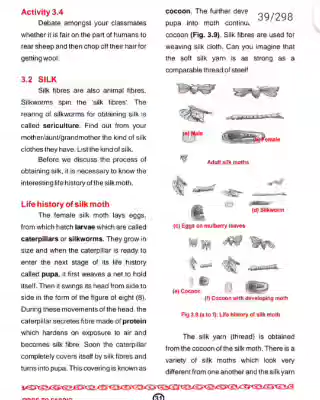 Activity 3.4
Debate amongst your classmates
whether it is fair on the part of humans to
rear sheep and then chop off their hair for
getting wool.
3.2 SILK
Silk fibres are also animal fibres.
Silkworms spin the 'silk fibres'. The
rearing of silkworms for obtaining silk is
called sericulture. Find out from your
mother/aunt/grandmother the kind of silk
clothes they have. List the kind of silk.
Before we discuss the process of
obtaining silk, it is necessary to know the
interesting life history of the silk moth.
Life history of silk moth
The female silk moth lays eggs,
from which hatch larvae which are called
caterpillars or silkworms. They grow in
size and when the caterpillar is ready to
enter the next stage of its life history
called pupa, it first weaves a net to hold
itself. Then it swings its head from side to
side in the form of the figure of eight (8).
During these movements of the head, the
caterpillar secretes fibre made of protein
which hardens on exposure to air and
becomes silk fibre. Soon the caterpillar
completely covers itself by silk fibres and
turns into pupa. This covering is known as
cocoon. The further deve
pupa into moth continu
cocoon (Fig. 3.9). Silk fibres are used for
weaving silk cloth. Can you imagine that
the soft silk yarn is as strong as a
comparable thread of steel!
39/298
(a) Male
(b) Female
Adult silk moths
(d) Silkworm
(c) Eggs on mulberry leaves
(e) Cocoon
(f) Cocoon with developing moth
Fig 3.9 (a to f): Life history of silk moth
The silk yarn (thread) is obtained
from the cocoon of the silk moth. There is a
variety of silk moths which look very
different from one another and the silk yarn
31